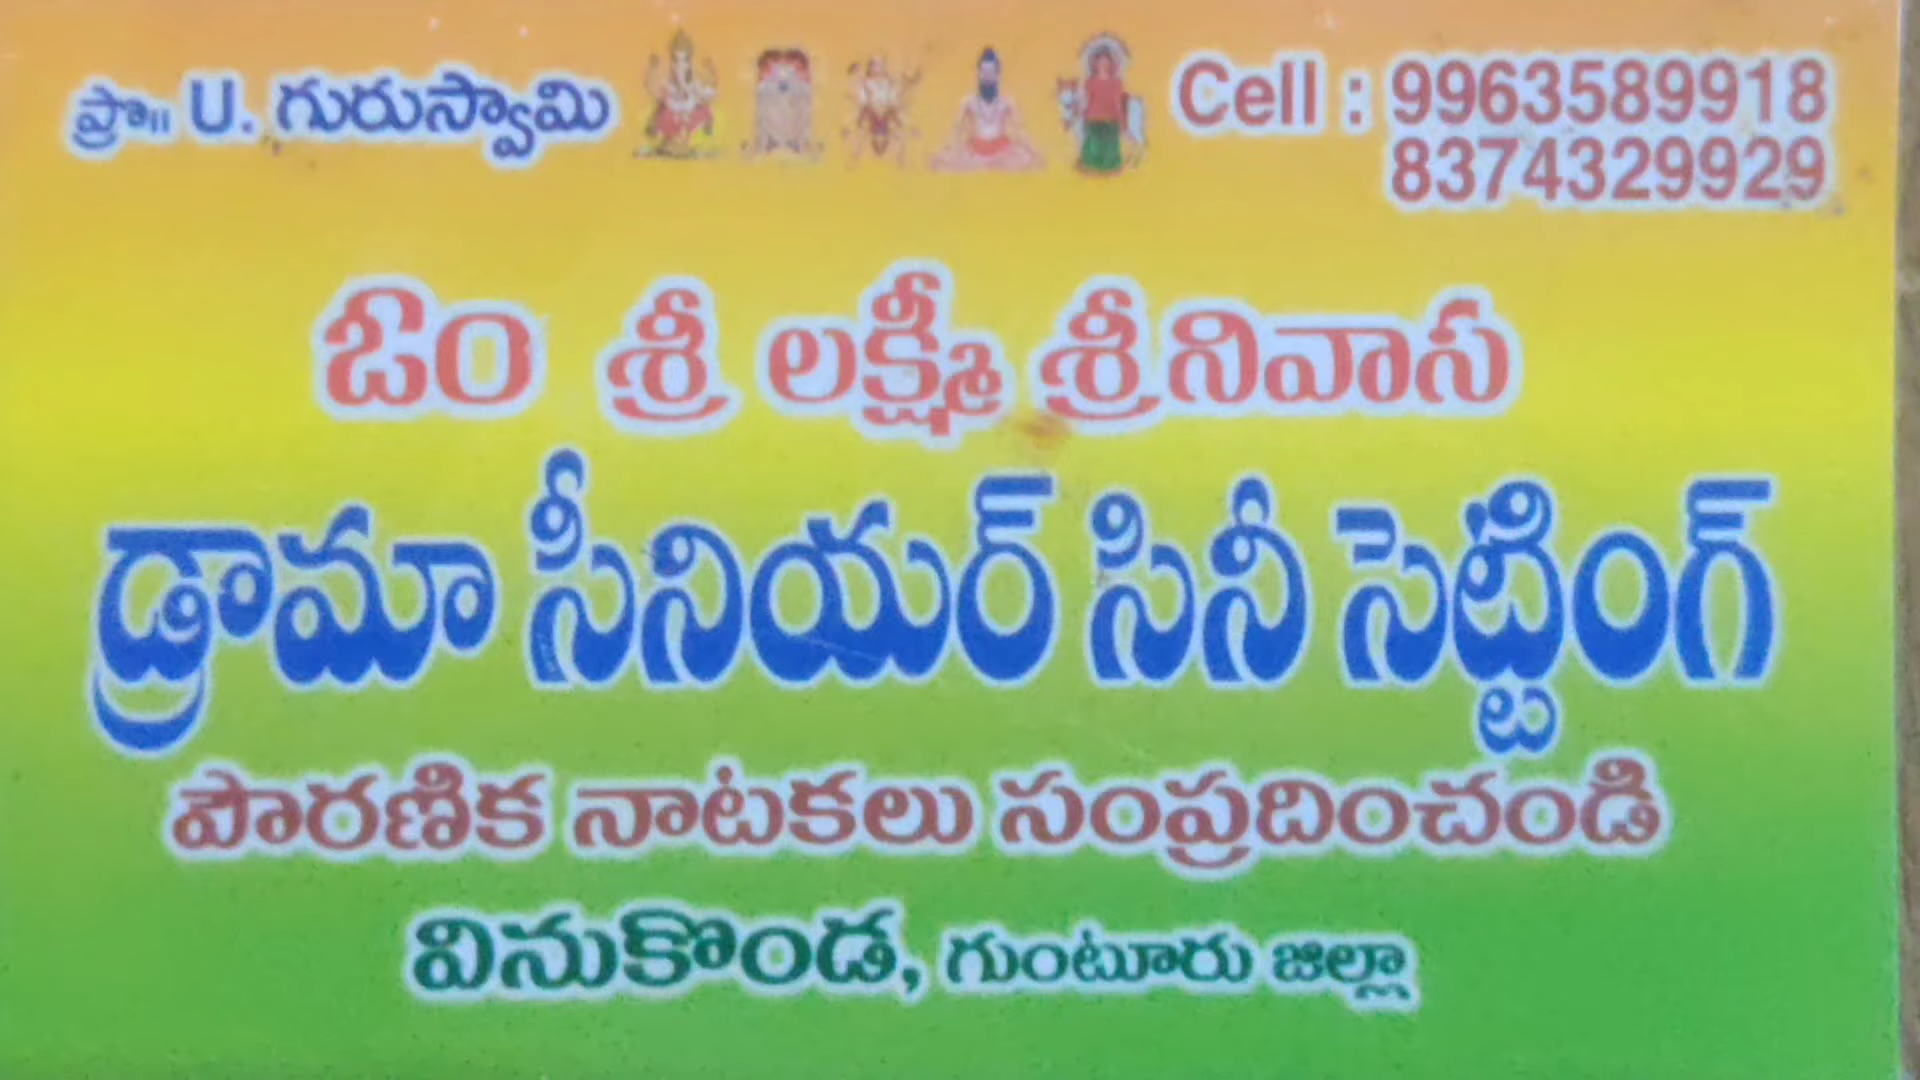 ప్రొ॥ U. గురుస్వామి
Cell : 9963589918
8374329929
ఓం శ్రీ లక్ష్మీ శ్రీనివాస
డ్రామా సీనియర్ సినీ సెట్టింగ్
పౌరణిక నాటకలు సంప్రదించండి
వినుకొండ, గుంటూరు జిల్లా